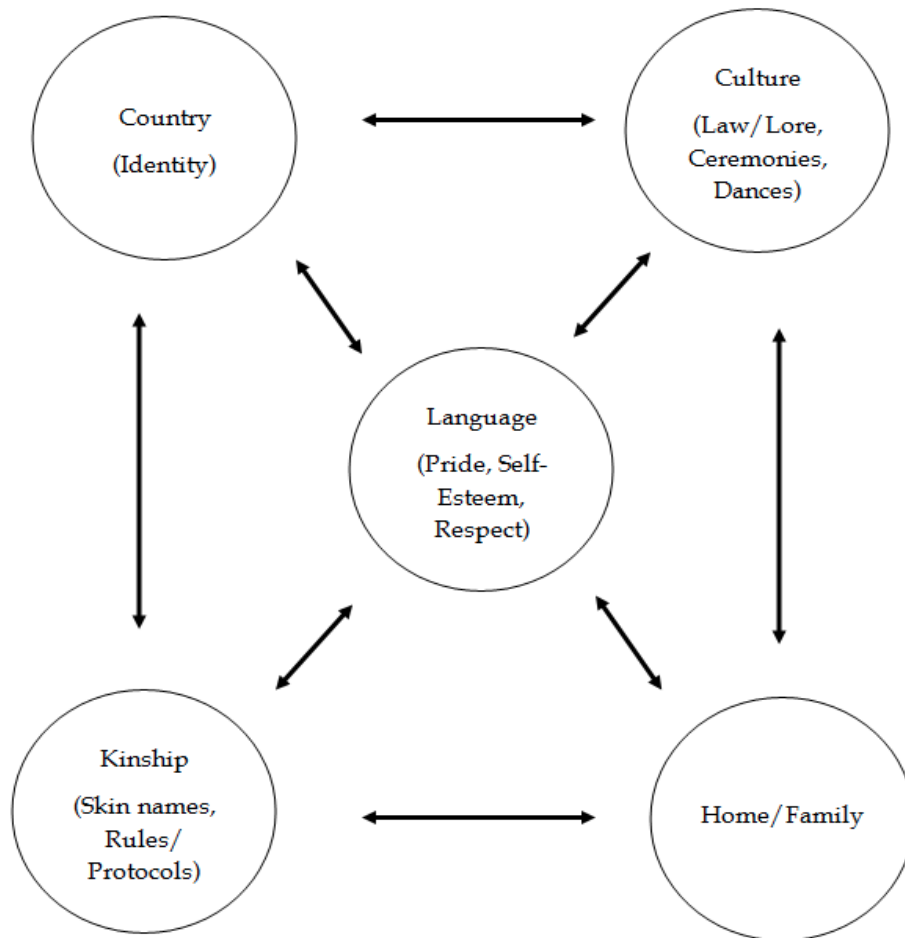 Country
(Identity)
Culture
(Law/Lore,
Ceremonies,
Dances)
Language
(Pride, Self-
Esteem,
Respect)
Kinship
(Skin names,
Rules/
Protocols)
Home/Family